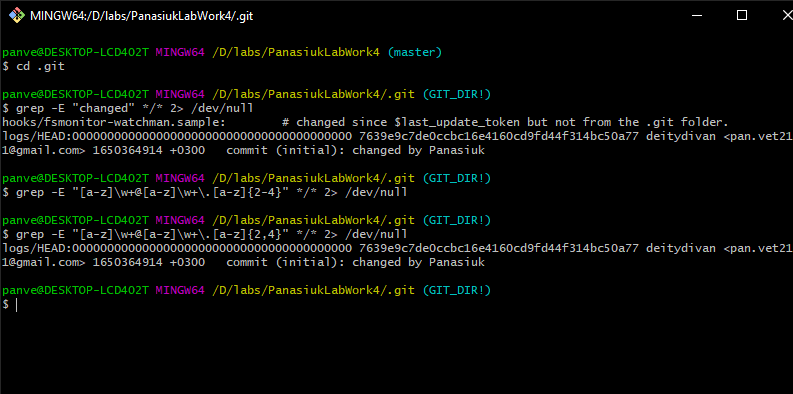 MINGW64:/D/labs/PanasiukLabWork4/.git
panve@DESKTOP-LCD402T MINGW64 /D/labs/PanasiukLabWork4 (master)
$ cd .git
panve@DESKTOP-LCD402T MINGW64 /D/labs/PanasiukLabWork4/.git (GIT_DIR!)
$ grep -E "changed" */* 2> /dev/null
hooks/fsmonitor-watchman.sample:        # changed since $last_update_token but not from the .git folder.
logs/HEAD:0000000000000000000000000000000000000000 7639e9c7de0ccbc16e4160cd9fd44f314bc50a77 deitydivan <pan.vet21
1@gmail.com> 1650364914 +0300   commit (initial): changed by Panasiuk
panve@DESKTOP-LCD402T MINGW64 /D/labs/PanasiukLabWork4/.git (GIT_DIR!)
$ grep -E "[a-z]\w+@[a-z]\w+\.[a-z]{2-4}" */* 2> /dev/null
panve@DESKTOP-LCD402T MINGW64 /D/labs/PanasiukLabWork4/.git (GIT_DIR!)
$ grep -E "[a-z]\w+@[a-z]\w+\.[a-z]{2,4}" */* 2> /dev/null
logs/HEAD:0000000000000000000000000000000000000000 7639e9c7de0ccbc16e4160cd9fd44f314bc50a77 deitydivan <pan.vet21
1@gmail.com> 1650364914 +0300   commit (initial): changed by Panasiuk
panve@DESKTOP-LCD402T MINGW64 /D/labs/PanasiukLabWork4/.git (GIT_DIR!)
$